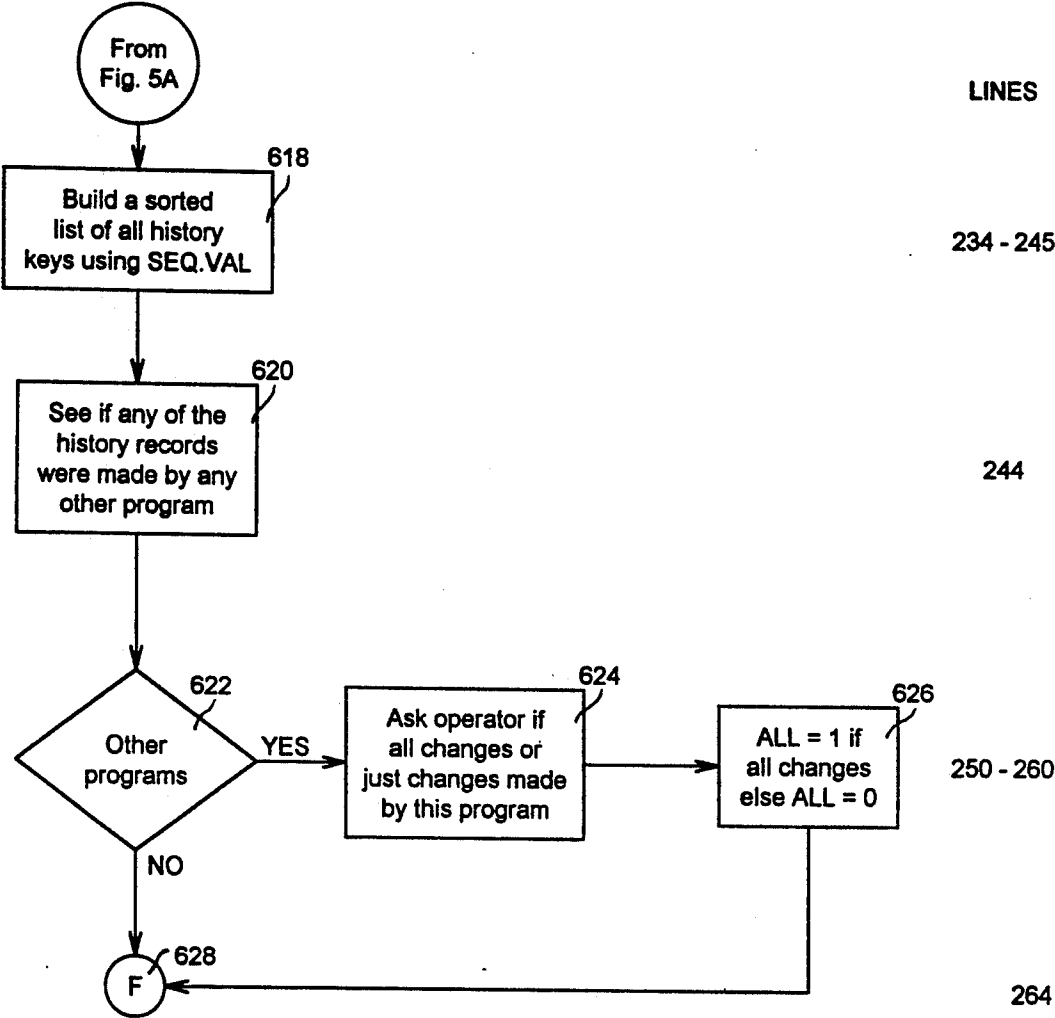 From
Fig. 5A
LINES
618
Build a sorted
list of all history
keys using SEQ.VAL
234 - 245
620
See if any of the
history records
were made by any
other program
244
622
Other
programs
YES
NO
624
Ask operator if
all changes or
just changes made
by this program
626
ALL = 1 if
all changes
else ALL = 0
250 - 260
628
F
264